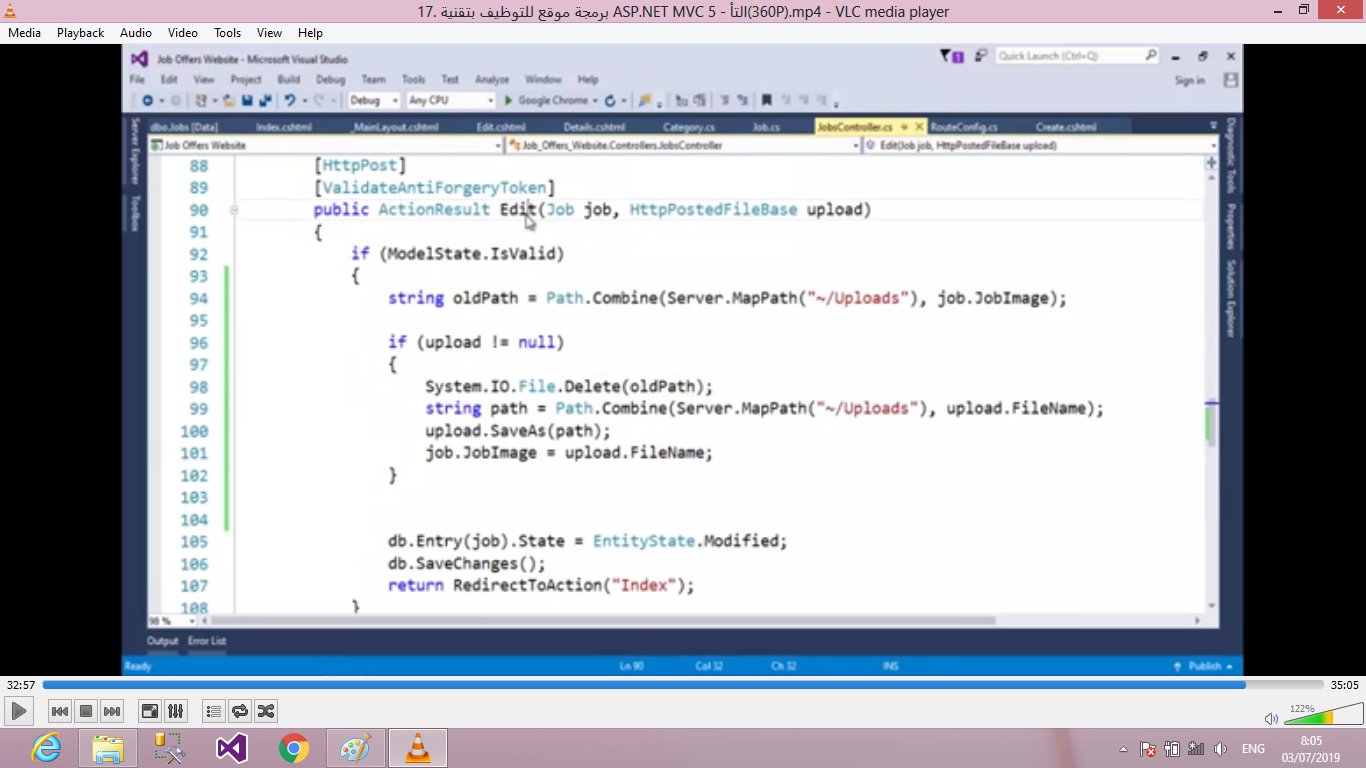 17. برمجة موقع للتوظيف بتقنية ASP.NET MVC 5 - التأ(360P).mp4 - VLC media player
Media Playback Audio Video Tools View Help
Job Offers Website - Microsoft Visual Studio
1
Quick Launch (Ctrl+Q)
File Edit View Project Build Debug Team Tools Test Analyze Window Help
Sign in
Debug Any CPU Google Chrome
dbo.Jobs [Data] Index.cshtml _MainLayout.cshtml Edit.cshtml Details.cshtml Category.cs Job.cs JobsController.cs RouteConfig.cs Create.cshtml
Job Offers Website Job_Offers_Website.Controllers.JobsController Edit(Job job, HttpPostedFileBase upload)
Server Explorer
Toolbox
Diagnostic Tools
Properties
Solution Explorer
88 [HttpPost]
89 [ValidateAntiForgeryToken]
90 public ActionResult Edit(Job job, HttpPostedFileBase upload)
91 {
92 if (ModelState.IsValid)
93 {
94 string oldPath = Path.Combine(Server.MapPath("~/Uploads"), job.JobImage);
95
96 if (upload != null)
97 {
98 System.IO.File.Delete(oldPath);
99 string path = Path.Combine(Server.MapPath("~/Uploads"), upload.FileName);
100 upload.SaveAs(path);
101 job.JobImage = upload.FileName;
102 }
103
104
105 db.Entry(job).State = EntityState.Modified;
106 db.SaveChanges();
107 return RedirectToAction("Index");
108 }
98 %
Output Error List
Ready Ln 90 Col 32 Ch 32 INS Publish
32:57 35:05
122%
ENG
8:05
03/07/2019